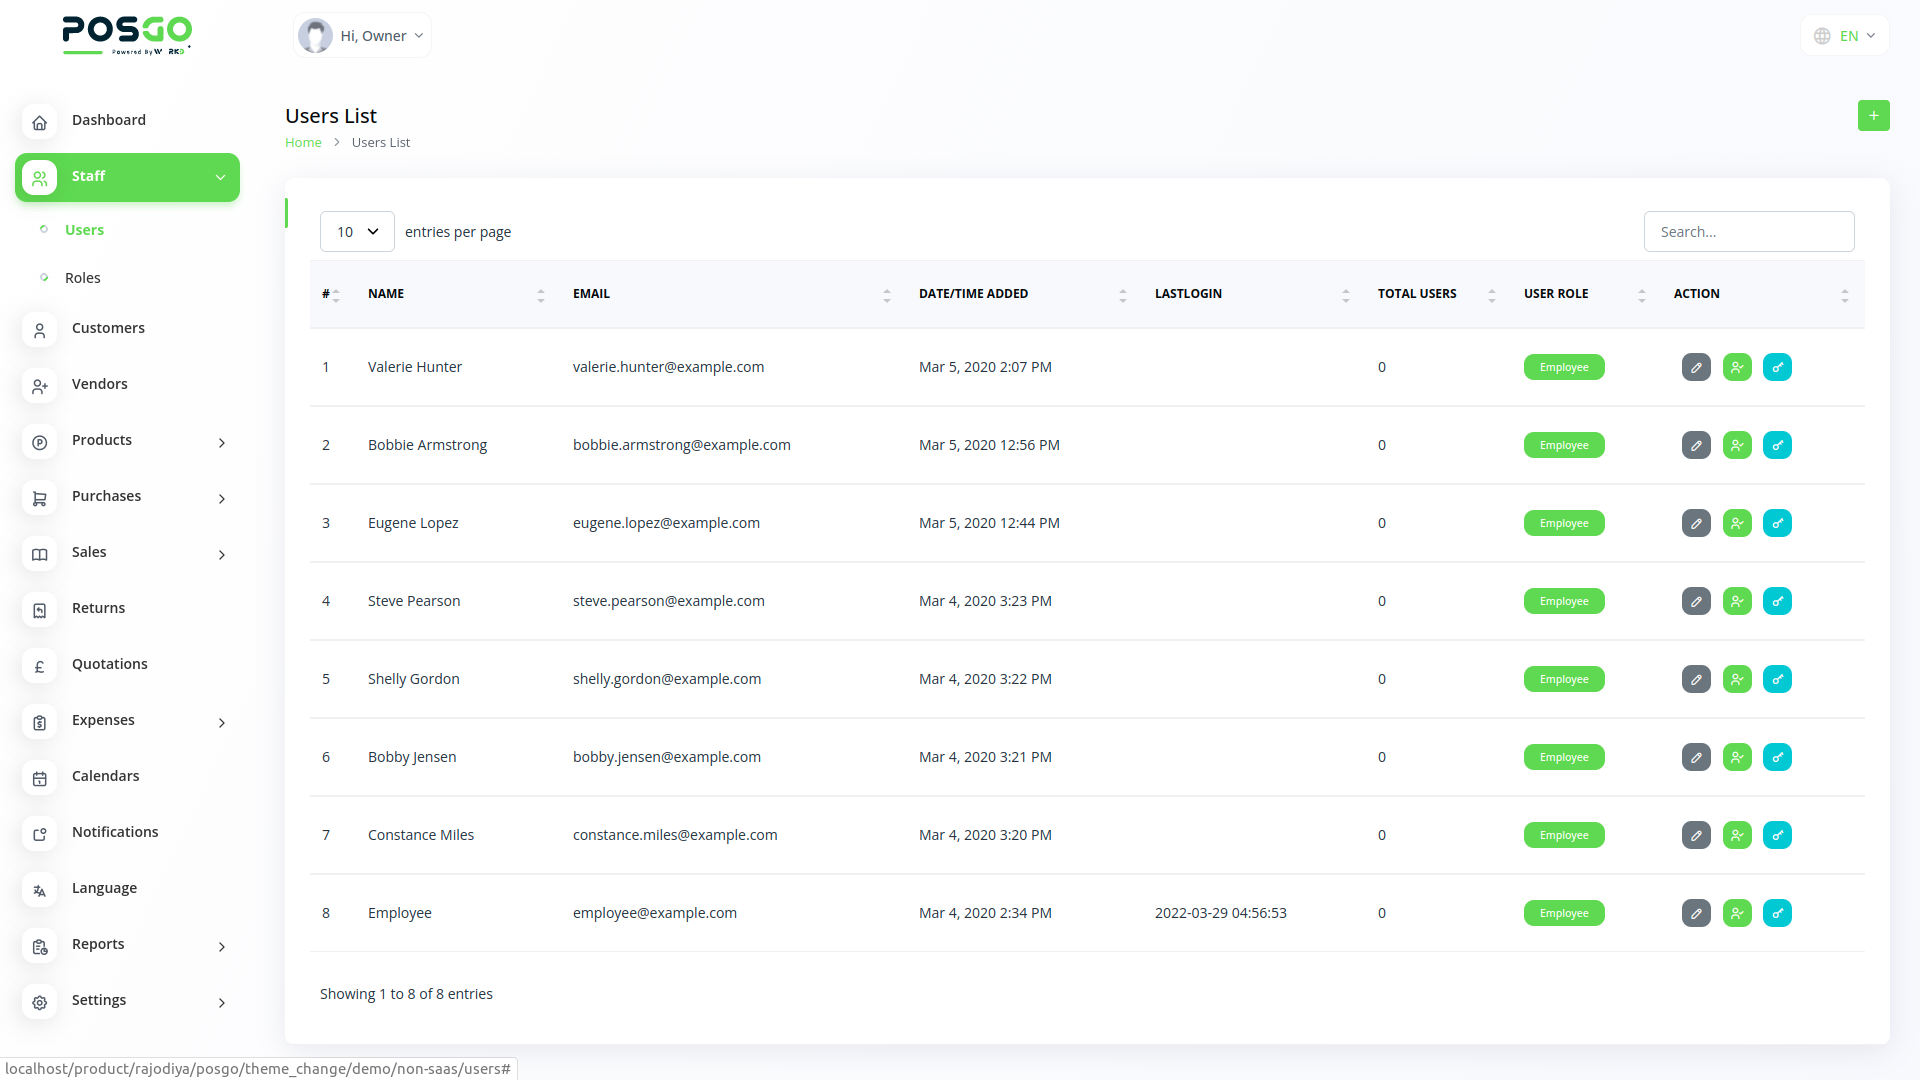 POSGO
Powered By W RKD
Hi, Owner
EN
Dashboard
Staff
Users
Roles
Customers
Vendors
Products
Purchases
Sales
Returns
Quotations
Expenses
Calendars
Notifications
Language
Reports
Settings
Users List
+
Home > Users List
10 entries per page
Search...
# NAME EMAIL DATE/TIME ADDED LASTLOGIN TOTAL USERS USER ROLE ACTION
1 Valerie Hunter valerie.hunter@example.com Mar 5, 2020 2:07 PM 0 Employee
2 Bobbie Armstrong bobbie.armstrong@example.com Mar 5, 2020 12:56 PM 0 Employee
3 Eugene Lopez eugene.lopez@example.com Mar 5, 2020 12:44 PM 0 Employee
4 Steve Pearson steve.pearson@example.com Mar 4, 2020 3:23 PM 0 Employee
5 Shelly Gordon shelly.gordon@example.com Mar 4, 2020 3:22 PM 0 Employee
6 Bobby Jensen bobby.jensen@example.com Mar 4, 2020 3:21 PM 0 Employee
7 Constance Miles constance.miles@example.com Mar 4, 2020 3:20 PM 0 Employee
8 Employee employee@example.com Mar 4, 2020 2:34 PM 2022-03-29 04:56:53 0 Employee
Showing 1 to 8 of 8 entries
localhost/product/rajodiya/posgo/theme_change/demo/non-saas/users#